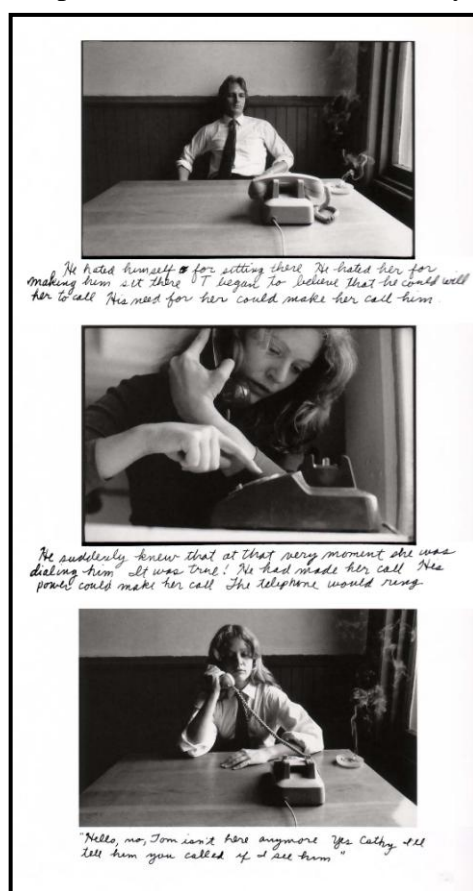 He hated himself for sitting there He hated her for
making him sit there T began to believe that he could will
her to call His need for her could make her call him.
He suddenly knew that at that very moment she was
dialing him It was true! He had made her call His
power could make her call The telephone would ring
"Hello, no, Tom isn't here anymore Yes Cathy I'll
tell him you called if I see him"